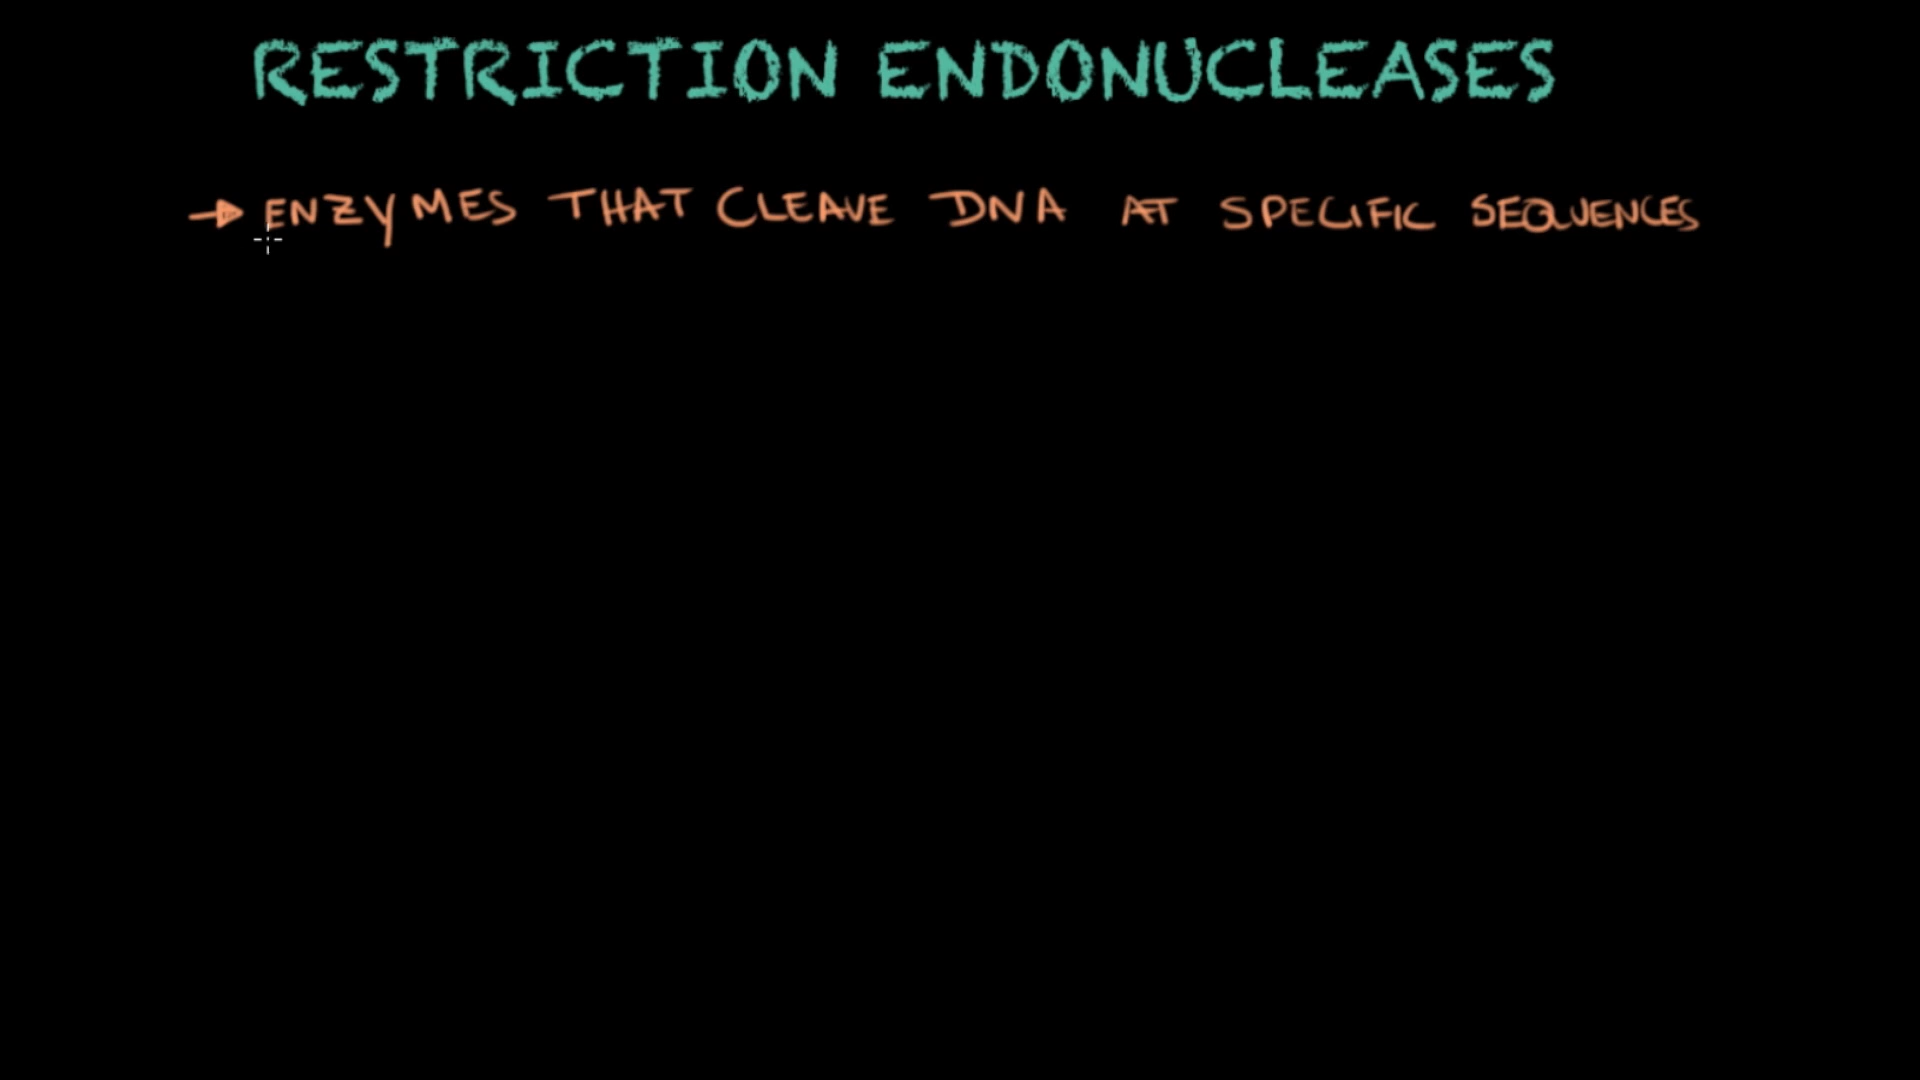 RESTRICTION ENDONUCLEASES
→ ENZYMES THAT CLEAVE DNA AT SPECIFIC SEQUENCES